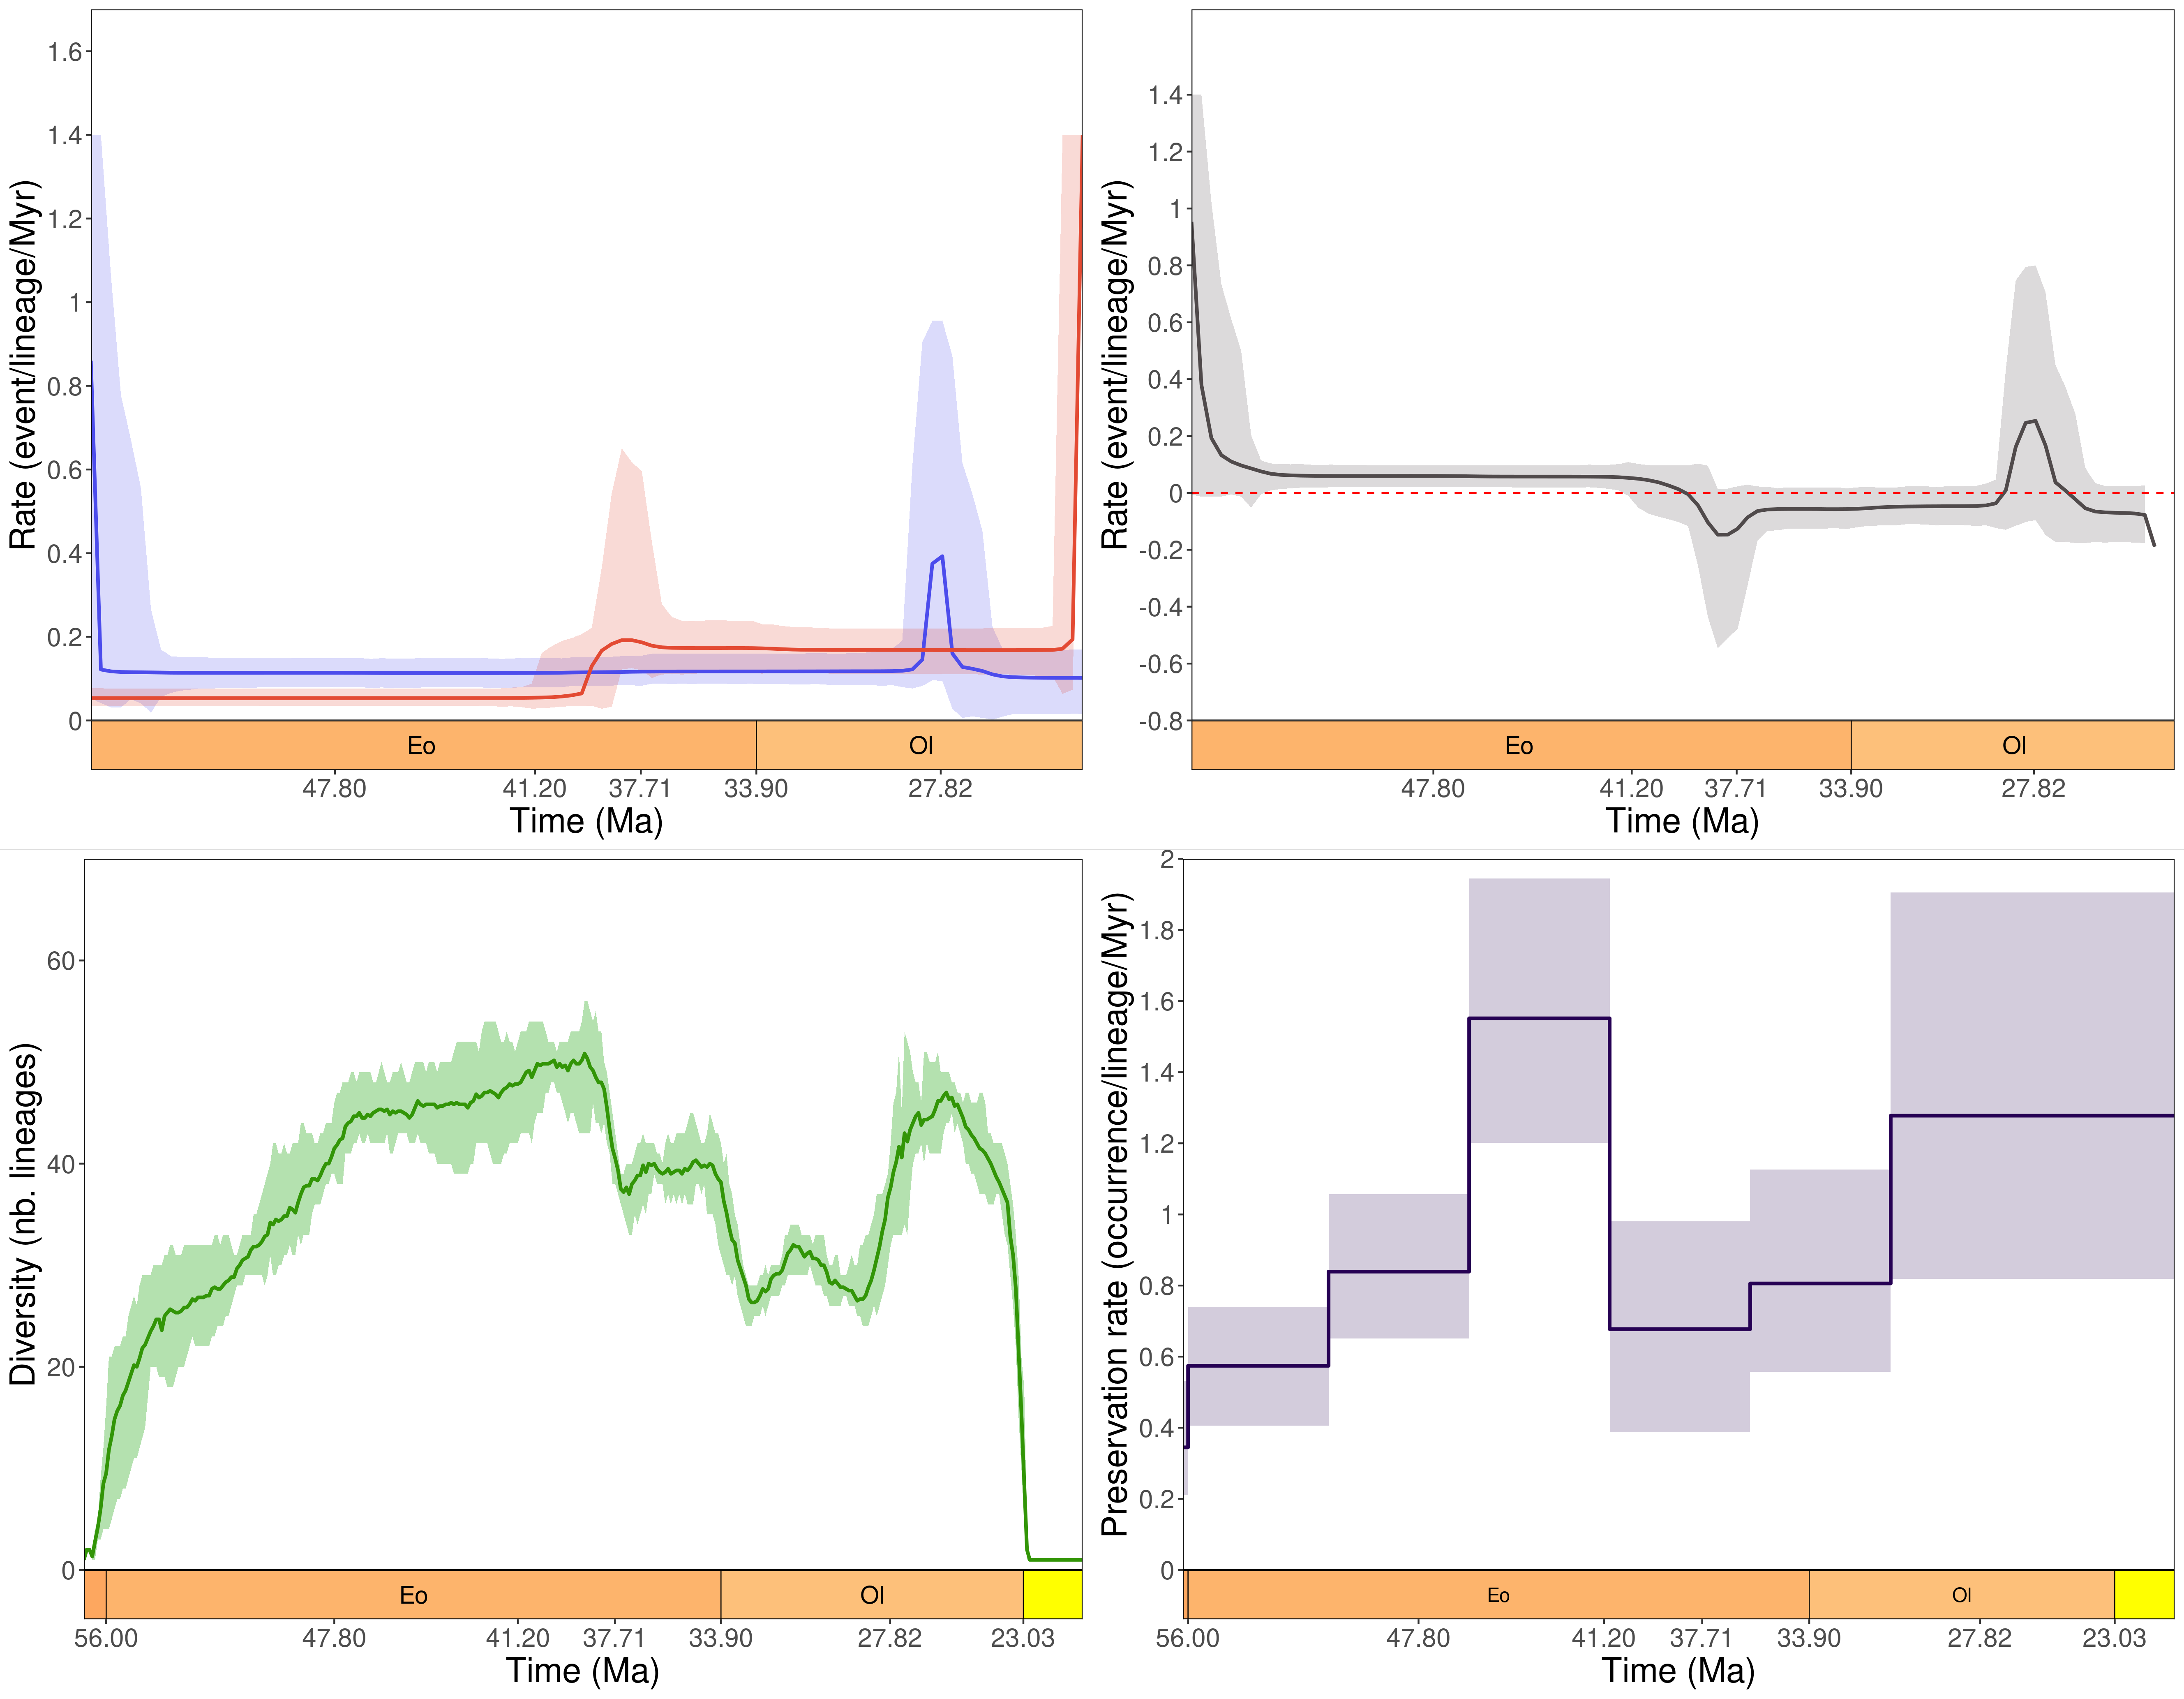 Rate (event/lineage/Myr)
1.6
1.4
1.2
1
0.8
0.6
0.4
0.2
0
Eo
Ol
47.80 41.20 37.71 33.90 27.82
Time (Ma)
Rate (event/lineage/Myr)
1.4
1.2
1
0.8
0.6
0.4
0.2
0
-0.2
-0.4
-0.6
-0.8
Eo
Ol
47.80 41.20 37.71 33.90 27.82
Time (Ma)
Diversity (nb. lineages)
60
40
20
0
Eo
Ol
56.00 47.80 41.20 37.71 33.90 27.82 23.03
Time (Ma)
Preservation rate (occurrence/lineage/Myr)
2
1.8
1.6
1.4
1.2
1
0.8
0.6
0.4
0.2
0
Eo
Ol
56.00 47.80 41.20 37.71 33.90 27.82 23.03
Time (Ma)